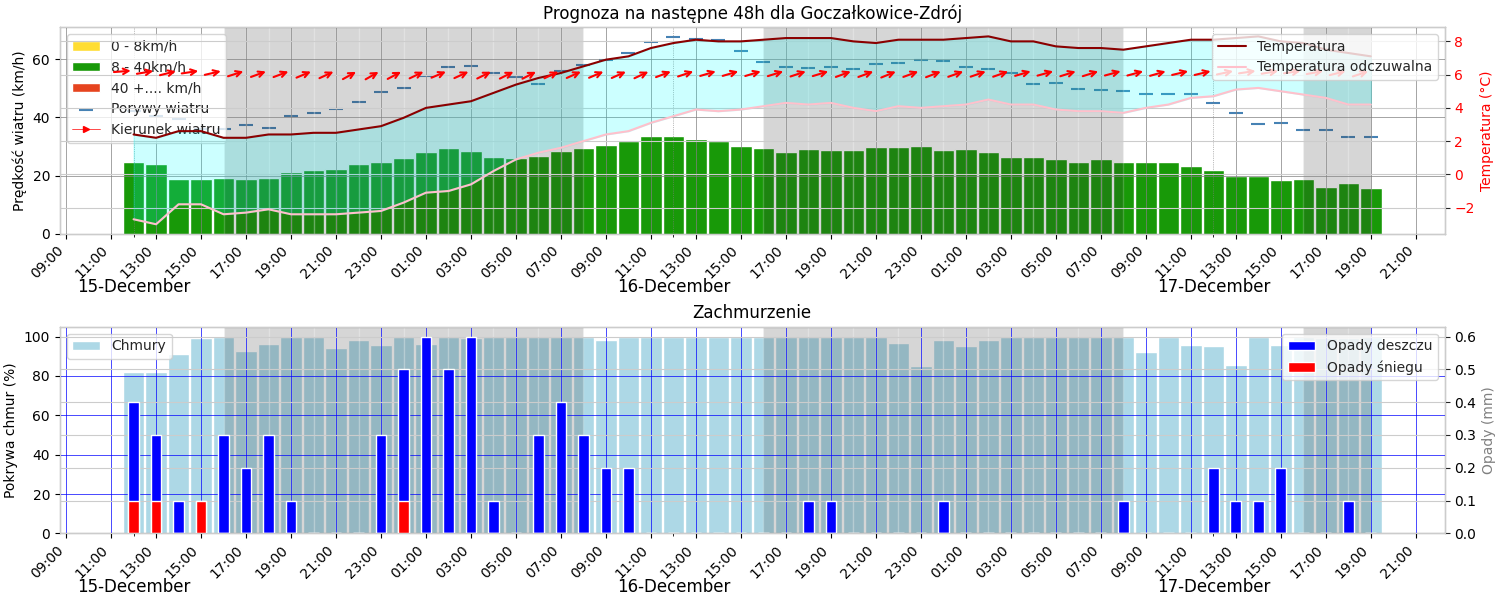 Prognoza na następne 48h dla Goczałkowice-Zdrój
Prędkość wiatru (km/h)
60
40
20
0
0 - 8km/h
8 - 40km/h
40 +.... km/h
Porywy wiatru
Kierunek wiatru
Temperatura
Temperatura odczuwalna
8
6
4
2
0
−2
Temperatura (°C)
09:00 11:00 13:00 15:00 17:00 19:00 21:00 23:00 01:00 03:00 05:00 07:00 09:00 11:00 13:00 15:00 17:00 19:00 21:00 23:00 01:00 03:00 05:00 07:00 09:00 11:00 13:00 15:00 17:00 19:00 21:00
15-December 16-December 17-December
Zachmurzenie
Pokrywa chmur (%)
100
80
60
40
20
0
Chmury
Opady deszczu
Opady śniegu
0.6
0.5
0.4
0.3
0.2
0.1
0.0
Opady (mm)
09:00 11:00 13:00 15:00 17:00 19:00 21:00 23:00 01:00 03:00 05:00 07:00 09:00 11:00 13:00 15:00 17:00 19:00 21:00 23:00 01:00 03:00 05:00 07:00 09:00 11:00 13:00 15:00 17:00 19:00 21:00
15-December 16-December 17-December